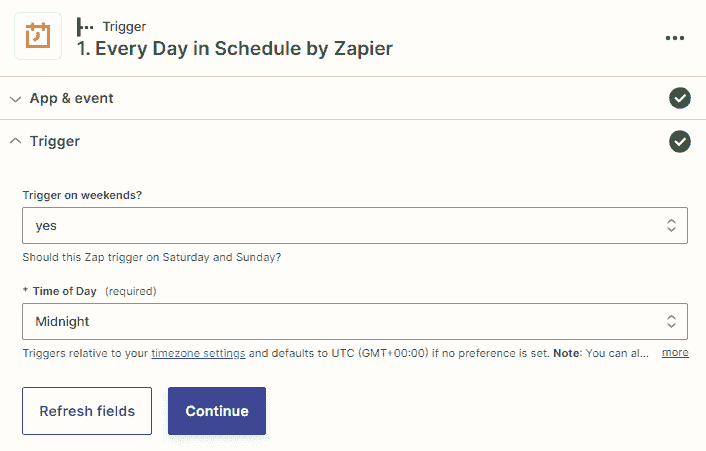 Trigger
1. Every Day in Schedule by Zapier
App & event
Trigger
Trigger on weekends?
yes
Should this Zap trigger on Saturday and Sunday?
* Time of Day (required)
Midnight
Triggers relative to your timezone settings and defaults to UTC (GMT+00:00) if no preference is set. Note: You can al... more
Refresh fields Continue